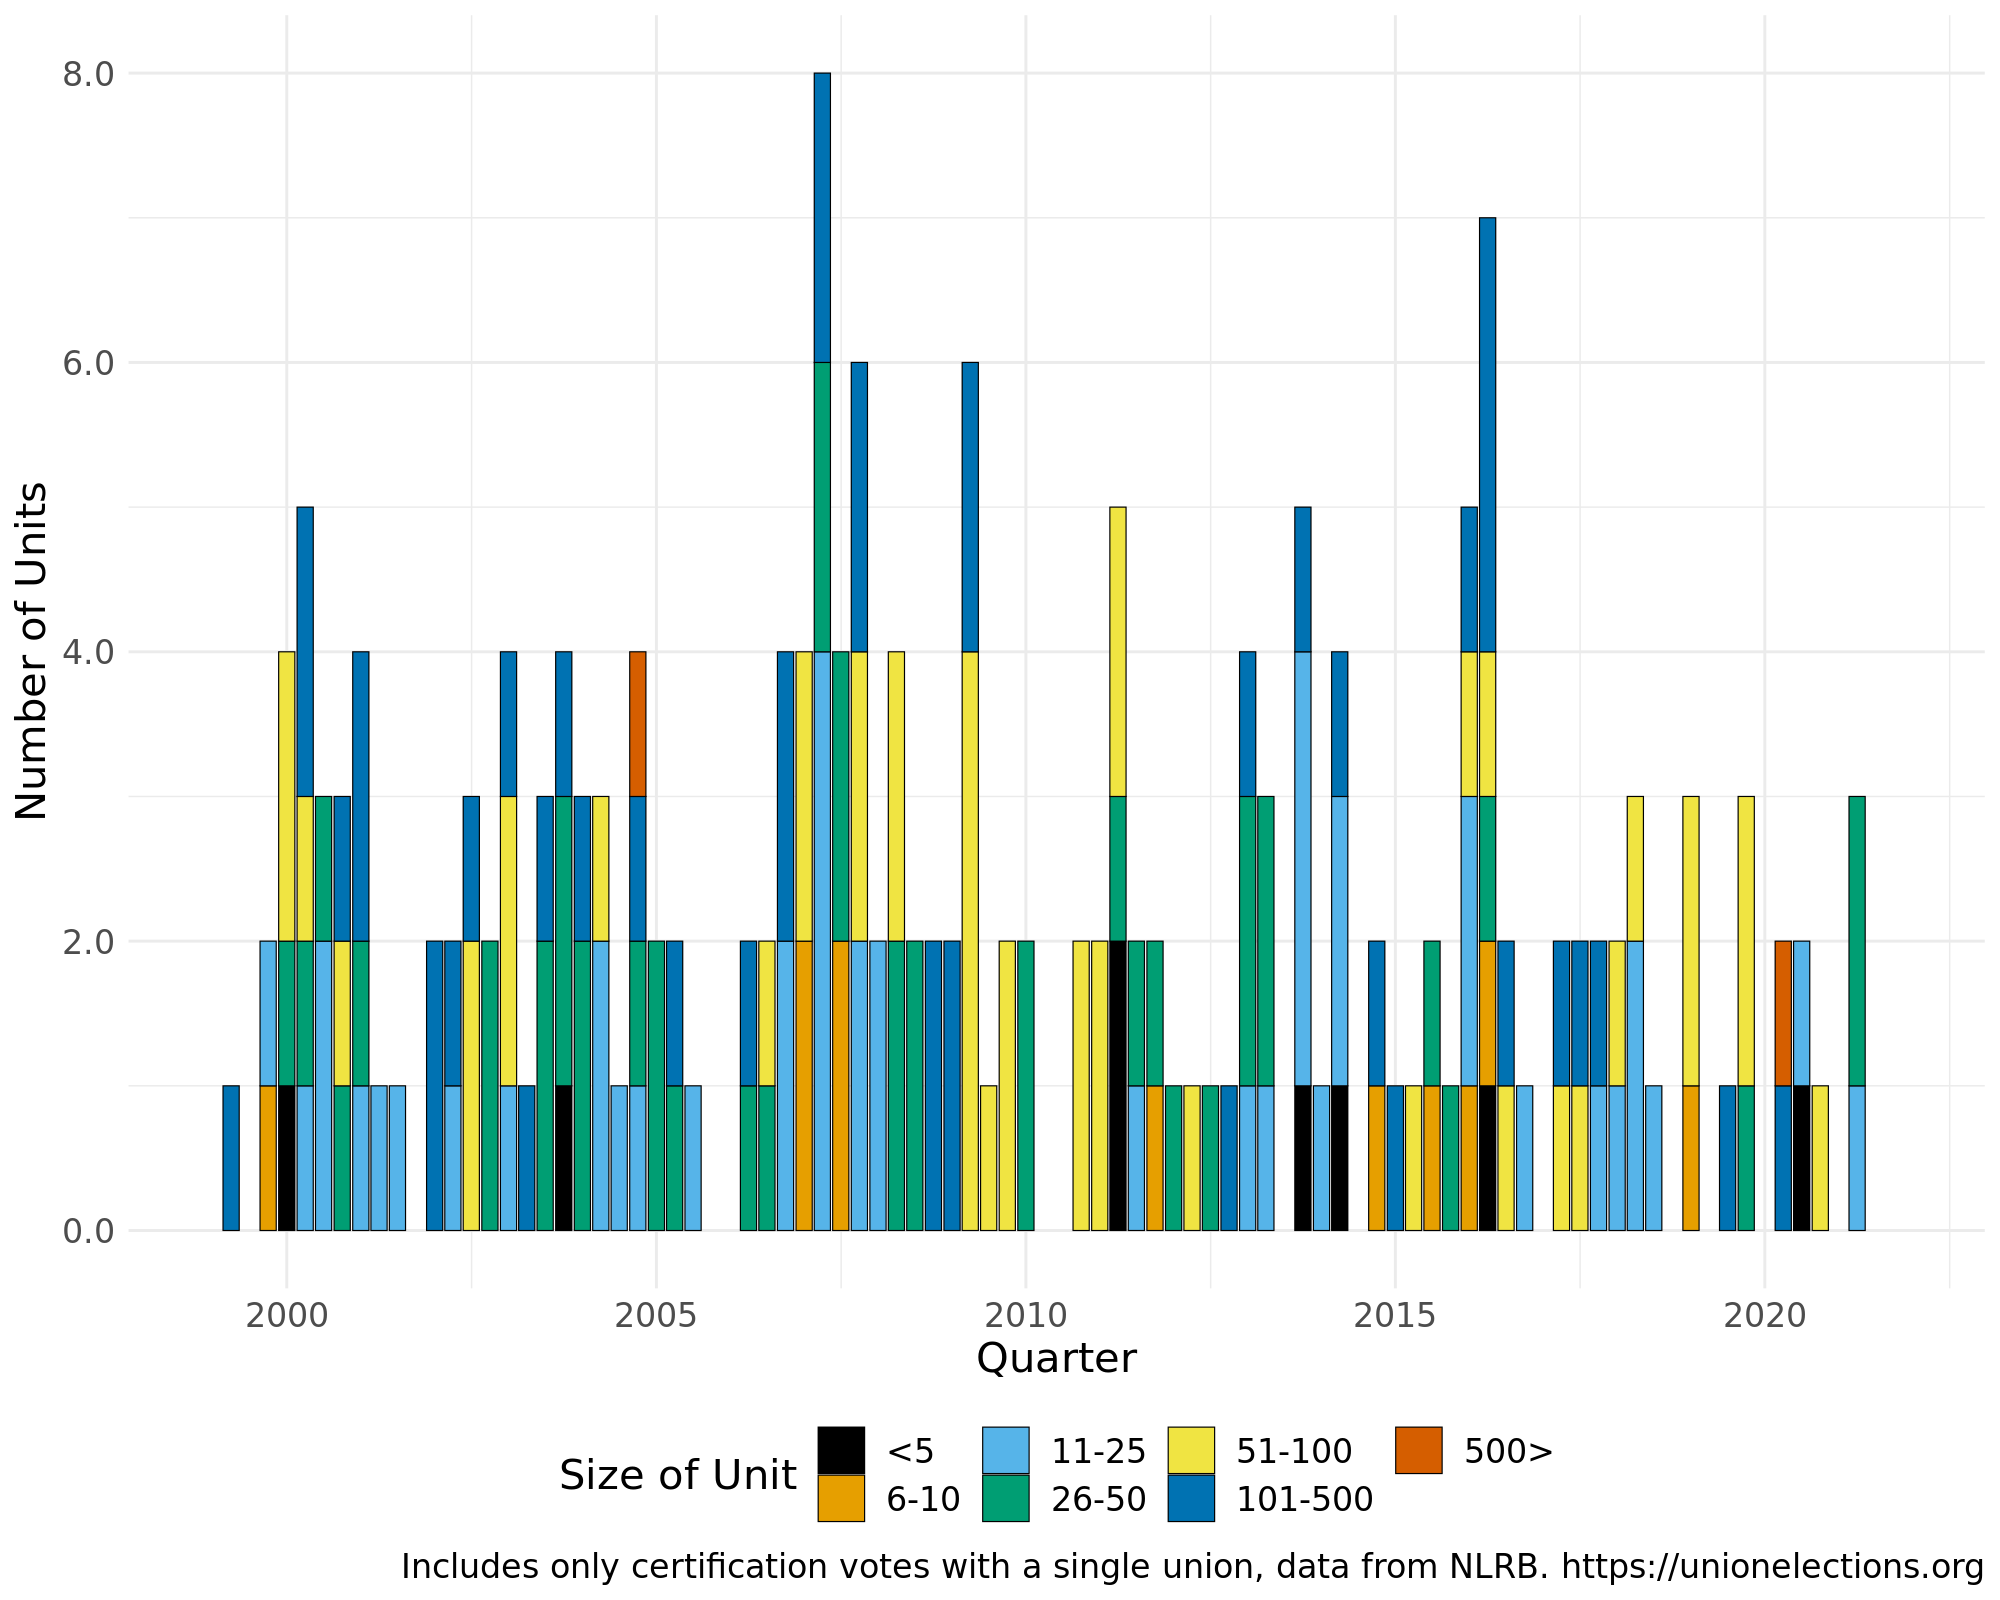 8.0
6.0
4.0
2.0
0.0
Number of Units
2000 2005 2010 2015 2020
Quarter
Size of Unit
<5 11-25 51-100 500>
6-10 26-50 101-500
Includes only certification votes with a single union, data from NLRB. https://unionelections.org